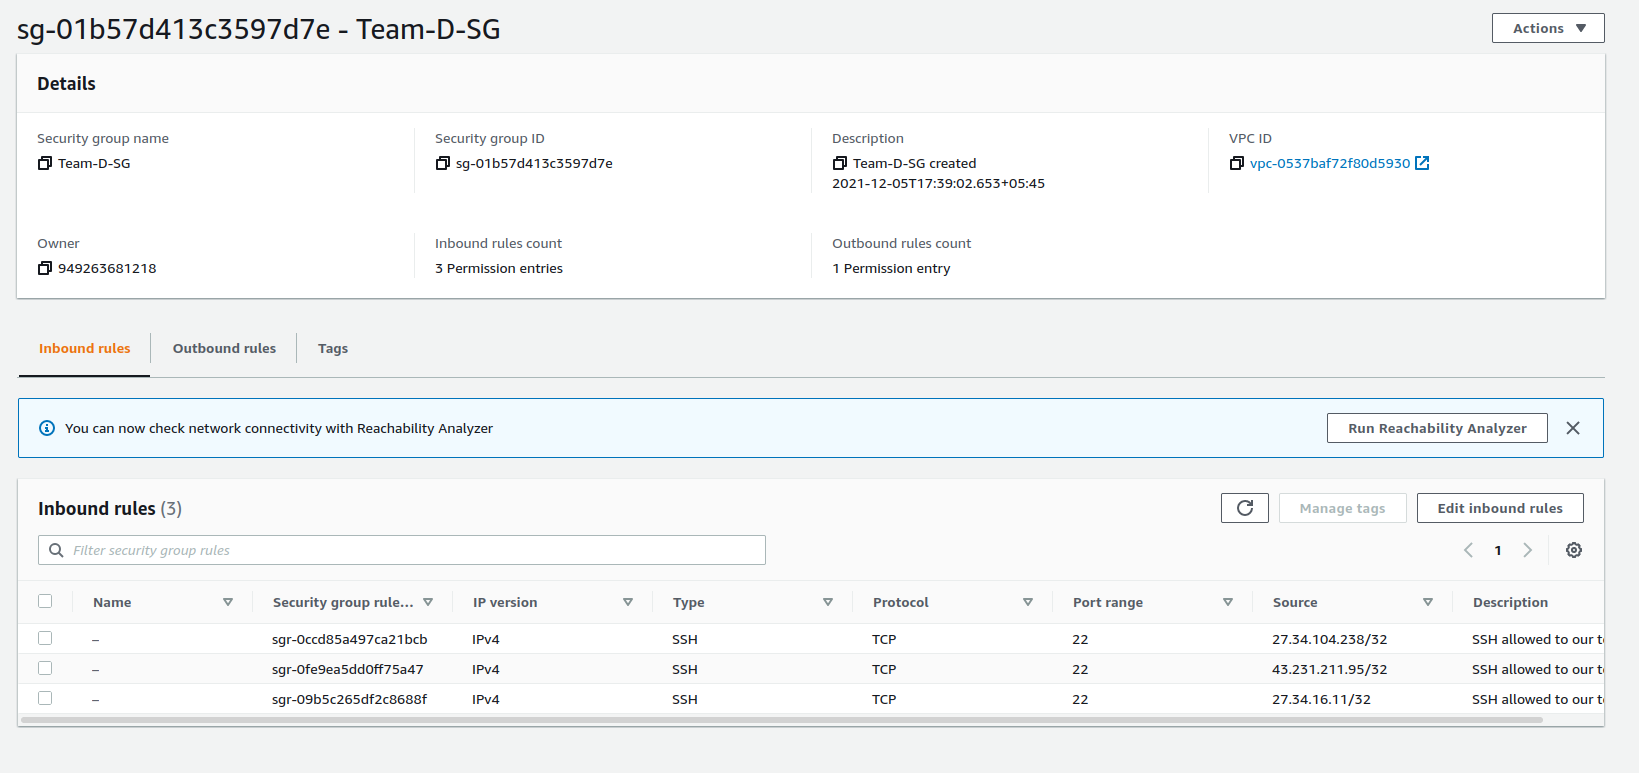 sg-01b57d413c3597d7e - Team-D-SG
Actions
Details
Security group name
Security group ID
Description
VPC ID
Team-D-SG
sg-01b57d413c3597d7e
Team-D-SG created
2021-12-05T17:39:02.653+05:45
vpc-0537baf72f80d5930
Owner
Inbound rules count
Outbound rules count
949263681218
3 Permission entries
1 Permission entry
Inbound rules
Outbound rules
Tags
You can now check network connectivity with Reachability Analyzer
Run Reachability Analyzer
Inbound rules (3)
Manage tags
Edit inbound rules
Filter security group rules
1
Name
Security group rule...
IP version
Type
Protocol
Port range
Source
Description
– sgr-0ccd85a497ca21bcb IPv4 SSH TCP 22 27.34.104.238/32 SSH allowed to our
– sgr-0fe9ea5dd0ff75a47 IPv4 SSH TCP 22 43.231.211.95/32 SSH allowed to our
– sgr-09b5c265df2c8688f IPv4 SSH TCP 22 27.34.16.11/32 SSH allowed to our